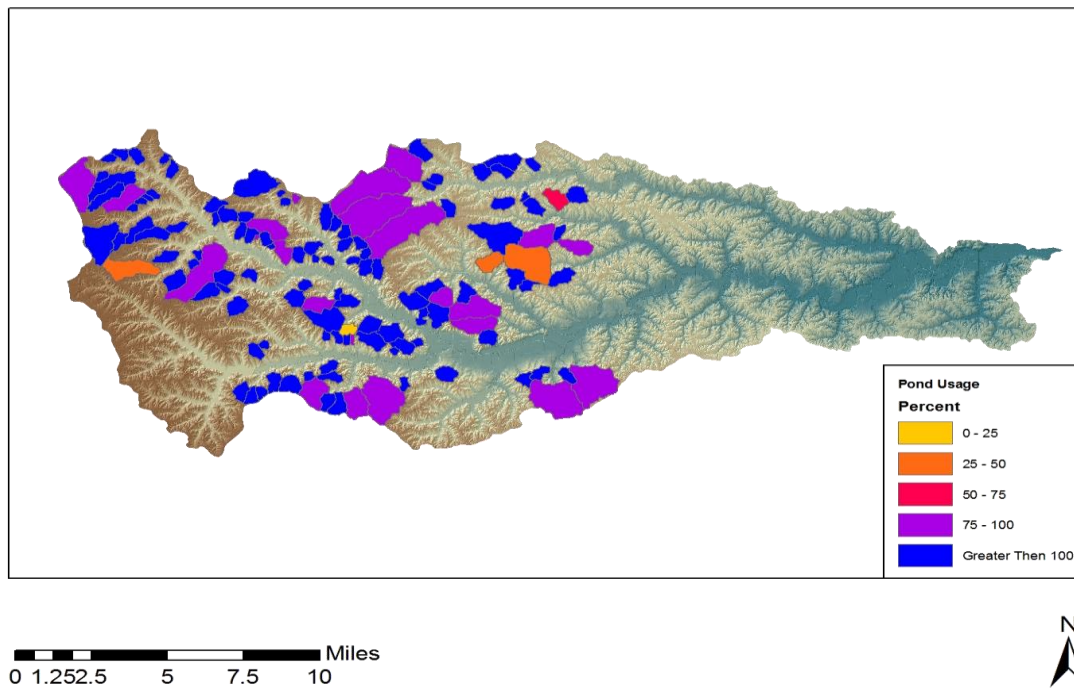 Pond Usage
Percent
0 - 25
25 - 50
50 - 75
75 - 100
Greater Then 100
Miles
0 1.252.5 5 7.5 10
N